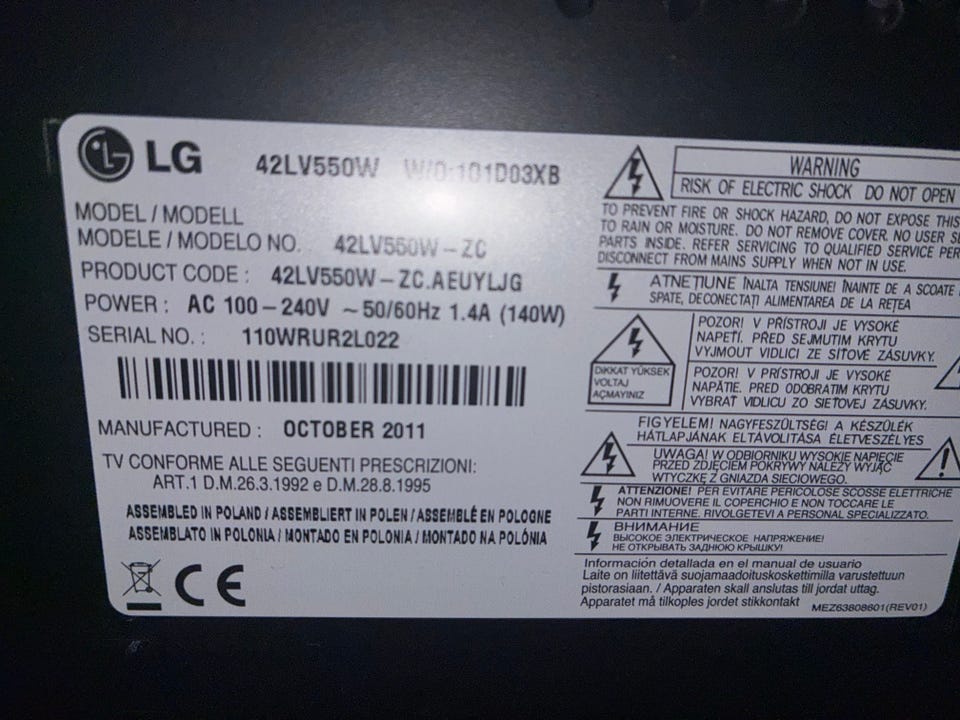 LG 42LV550W W/O:101D03XB
MODEL / MODELL
MODELE / MODELO NO. 42LV550W-ZC
PRODUCT CODE : 42LV550W-ZC.AEUYLJG
POWER : AC 100-240V ~50/60Hz 1.4A (140W)
SERIAL NO. : 110WRUR2L022
MANUFACTURED : OCTOBER 2011
TV CONFORME ALLE SEGUENTI PRESCRIZIONI:
ART.1 D.M.26.3.1992 e D.M.28.8.1995
ASSEMBLED IN POLAND / ASSEMBLIERT IN POLEN / ASSEMBLÉ EN POLOGNE
ASSEMBLATO IN POLONIA / MONTADO EN POLONIA / MONTADO NA POLÓNIA
CE
WARNING
RISK OF ELECTRIC SHOCK DO NOT OPEN
TO PREVENT FIRE OR SHOCK HAZARD, DO NOT EXPOSE THIS
TO RAIN OR MOISTURE. DO NOT REMOVE COVER. NO USER
PARTS INSIDE. REFER SERVICING TO QUALIFIED SERVICE
DISCONNECT FROM MAINS SUPPLY WHEN NOT IN USE.
ATNEŢIUNE ÎNALTA TENSIUNE! ÎNAINTE DE A SCOATE
SPATE, DECONECTAŢI ALIMENTAREA DE LA REŢEA
DIKKAT YÜKSEK
VOLTAJ
AÇMAYINIZ
POZOR! V PŘÍSTROJI JE VYSOKÉ
NAPETÍ. PŘED SEJMUTIM KRYTU
VYJMOUT VIDLICI ZE SÍŤOVÉ ZÁSUVKY.
POZOR! V PRÍSTROJI JE VYSOKÉ
NAPÄTIE. PRED ODOBRATIM KRYTU
VYBRAŤ VIDLICU ZO SIEŤOVEJ ZÁSUVKY.
FIGYELEM! NAGYFESZÜLTSÉGI A KÉSZÜLÉK
HÁTLAPJÁNAK ELTÁVOLITÁSA ÉLETVESZÉLYES
UWAGA! W ODBIORNIKU WYSOKIE NAPIĘCIE
PRZED ZDJĘCIEM POKRYWY NALEŻY WYJĄĆ
WTYCZKĘ Z GNIAZDA SIECIOWEGO.
ATTENZIONE! PER EVITARE PERICOLOSE SCOSSE ELETTRICHE
NON RIMUOVERE IL COPERCHIO E NON TOCCARE LE
PARTI INTERNE. RIVOLGETEVI A PERSONAL SPECIALIZZATO.
ВНИМАНИЕ
ВЫСОКОЕ ЭЛЕКТРИЧЕСКОЕ НАПРЯЖЕНИЕ!
НЕ ОТКРЫВАТЬ ЗАДНЮЮ КРЫШКУ!
Información detallada en el manual de usuario
Laite on liitettävä suojamaadoituskoskettimilla varustettuun
pistorasiaan. / Apparaten skall anslutas till jordat uttag.
Apparatet må tilkoples jordet stikkontakt MEZ63808601(REV01)